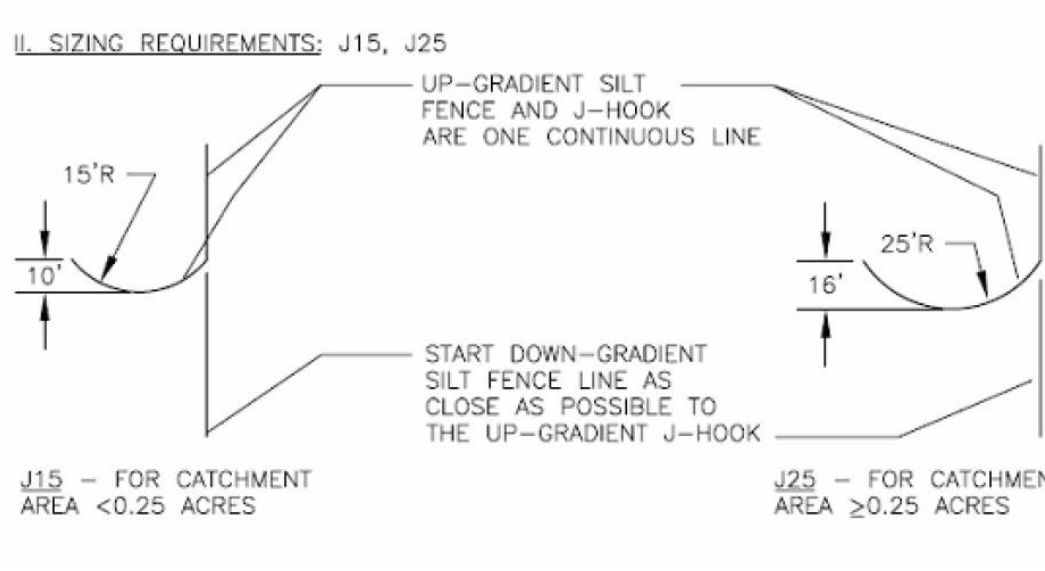 II. SIZING REQUIREMENTS: J15, J25
UP-GRADIENT SILT
FENCE AND J-HOOK
ARE ONE CONTINUOUS LINE
15'R
10'
25'R
16'
START DOWN-GRADIENT
SILT FENCE LINE AS
CLOSE AS POSSIBLE TO
THE UP-GRADIENT J-HOOK
J15 - FOR CATCHMENT
AREA <0.25 ACRES
J25 - FOR CATCHMEN
AREA ≥0.25 ACRES